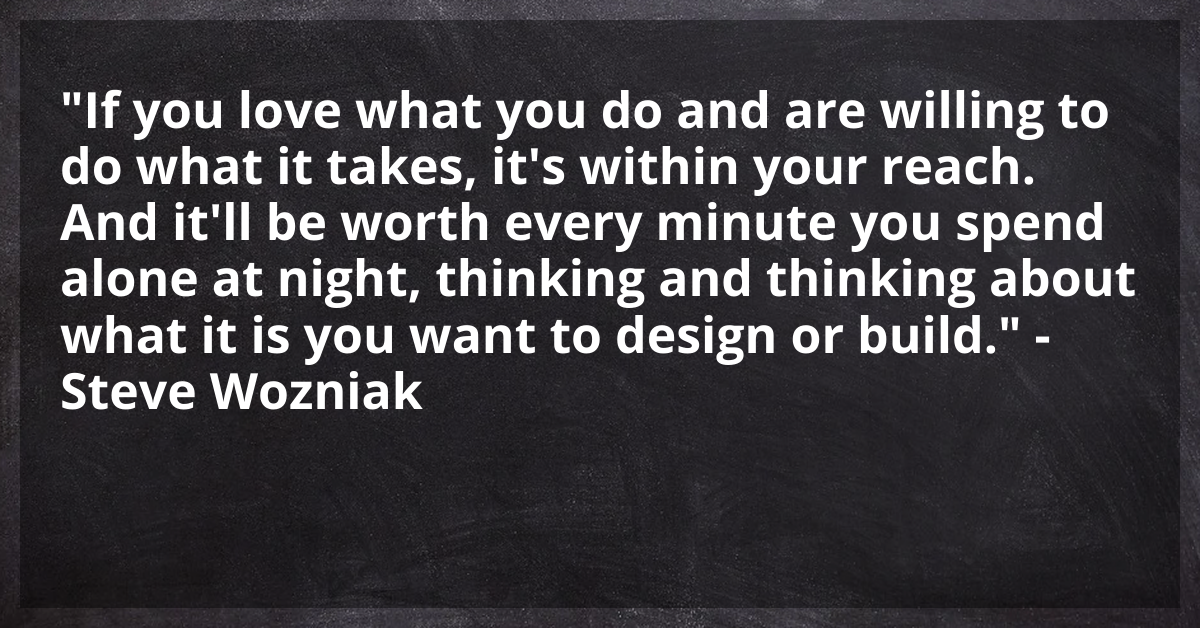 "If you love what you do and are willing to
do what it takes, it's within your reach.
And it'll be worth every minute you spend
alone at night, thinking and thinking about
what it is you want to design or build." -
Steve Wozniak